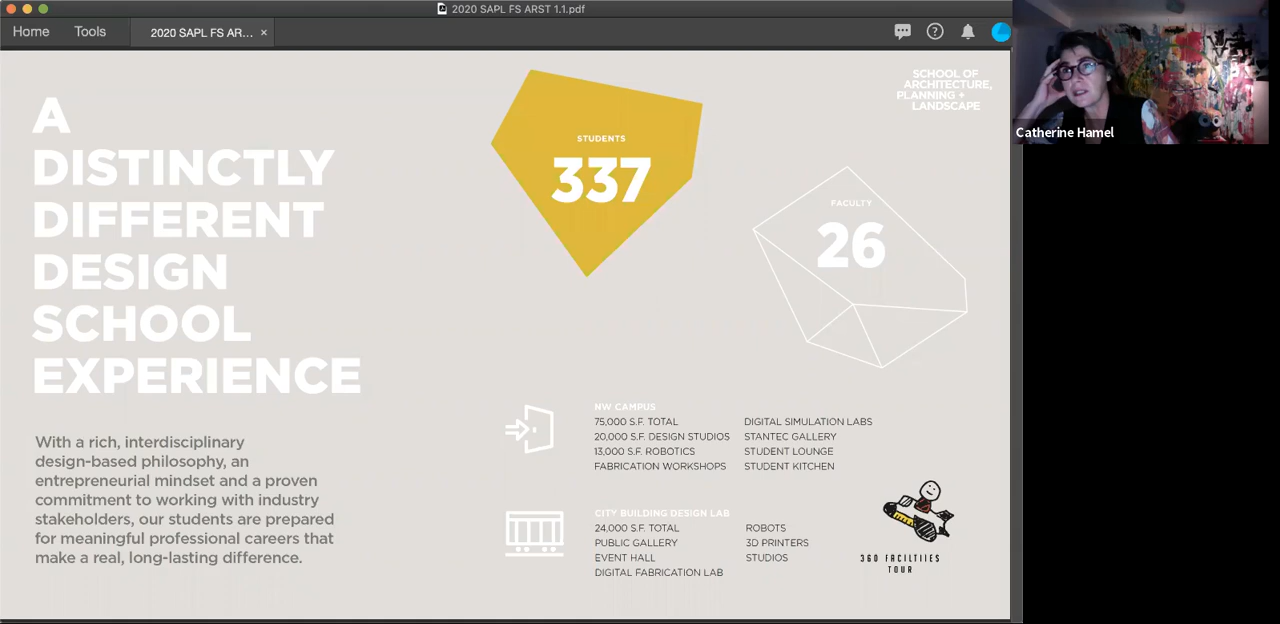 2020 SAPL FS ARST 1.1.pdf
Home
Tools
2020 SAPL FS AR... ×
A
DISTINCTLY
DIFFERENT
DESIGN
SCHOOL
EXPERIENCE
With a rich, interdisciplinary
design-based philosophy, an
entrepreneurial mindset and a proven
commitment to working with industry
stakeholders, our students are prepared
for meaningful professional careers that
make a real, long-lasting difference.
STUDENTS
337
SCHOOL OF
ARCHITECTURE,
PLANNING +
LANDSCAPE
FACULTY
26
NW CAMPUS
75,000 S.F. TOTAL
20,000 S.F. DESIGN STUDIOS
13,000 S.F. ROBOTICS
FABRICATION WORKSHOPS
DIGITAL SIMULATION LABS
STANTEC GALLERY
STUDENT LOUNGE
STUDENT KITCHEN
CITY BUILDING DESIGN LAB
24,000 S.F. TOTAL
PUBLIC GALLERY
EVENT HALL
DIGITAL FABRICATION LAB
ROBOTS
3D PRINTERS
STUDIOS
360 FACILTIIES
TOUR
Catherine Hamel